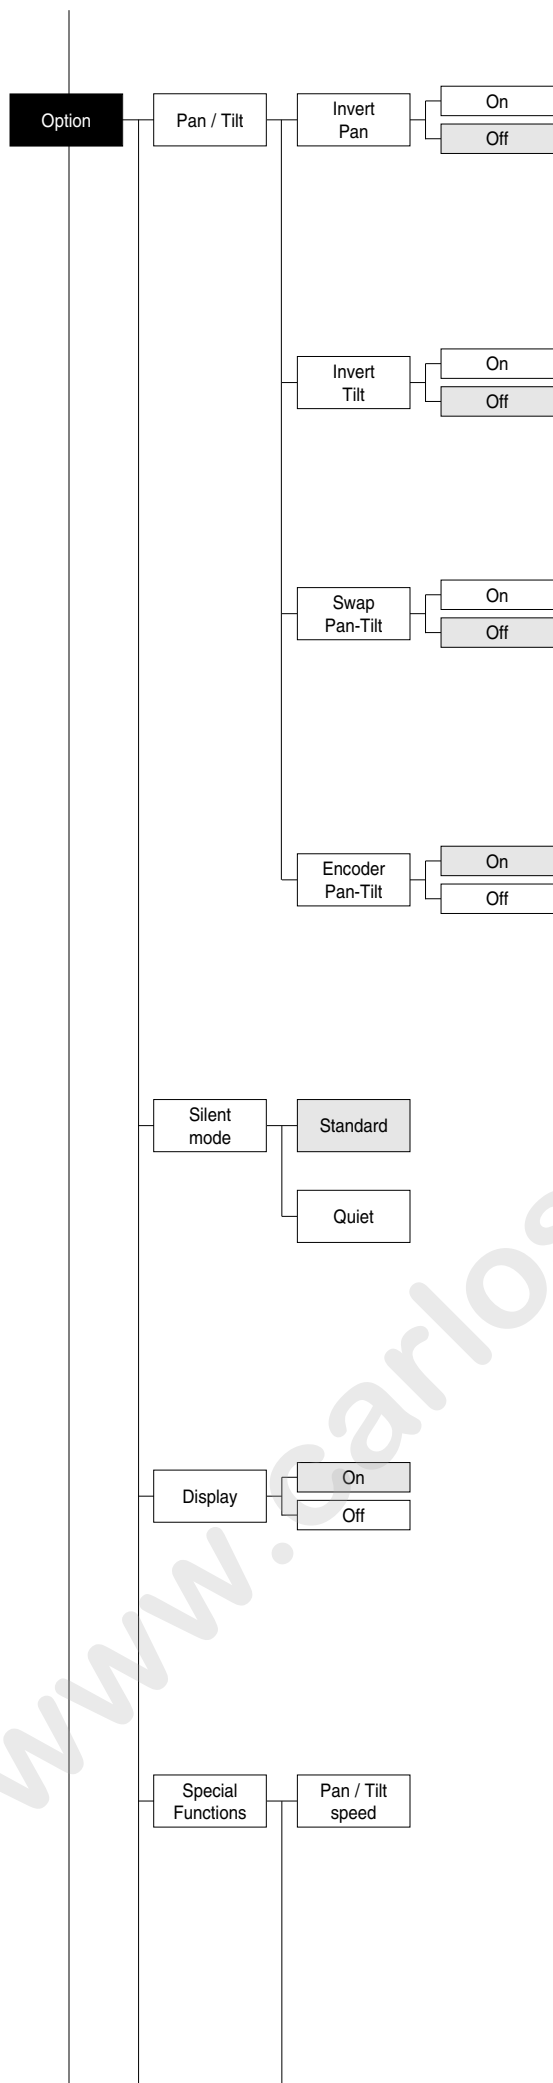 Option
Pan / Tilt
Invert
Pan
On
Off
Invert
Tilt
On
Off
Swap
Pan-Tilt
On
Off
Encoder
Pan-Tilt
On
Off
Silent
mode
Standard
Quiet
Display
On
Off
Special
Functions
Pan / Tilt
speed
www.carlos